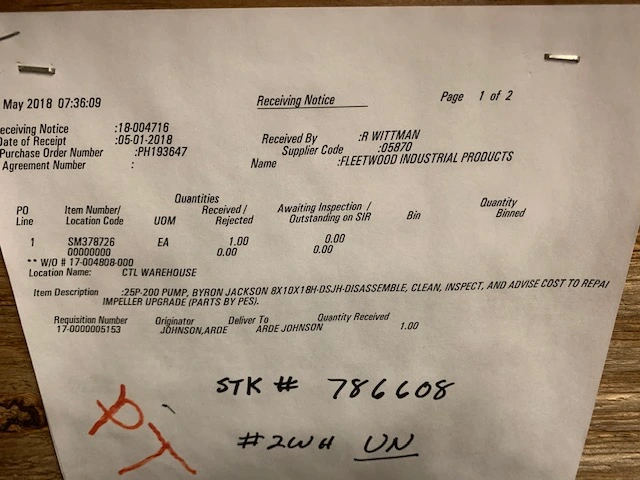 May 2018 07:36:09 Receiving Notice Page 1 of 2
eceiving Notice :18-004716 Received By :R WITTMAN
Date of Receipt :05-01-2018 Supplier Code :05870
Purchase Order Number :PH193647 Name :FLEETWOOD INDUSTRIAL PRODUCTS
Agreement Number :
Quantities
PO Item Number/ Received / Awaiting Inspection / Quantity
Line Location Code UOM Rejected Outstanding on SIR Bin Binned
1 SM378726 EA 1.00 0.00
00000000 0.00 0.00
** W/O # 17-004808-000
Location Name: CTL WAREHOUSE
Item Description :25P-200 PUMP, BYRON JACKSON 8X10X18H-DSJH-DISASSEMBLE, CLEAN, INSPECT, AND ADVISE COST TO REPAI
IMPELLER UPGRADE (PARTS BY PES).
Requisition Number Originator Deliver To Quantity Received
17-0000005153 JOHNSON,ARDE ARDE JOHNSON 1.00
STK # 786608
PJ
#2WH UN